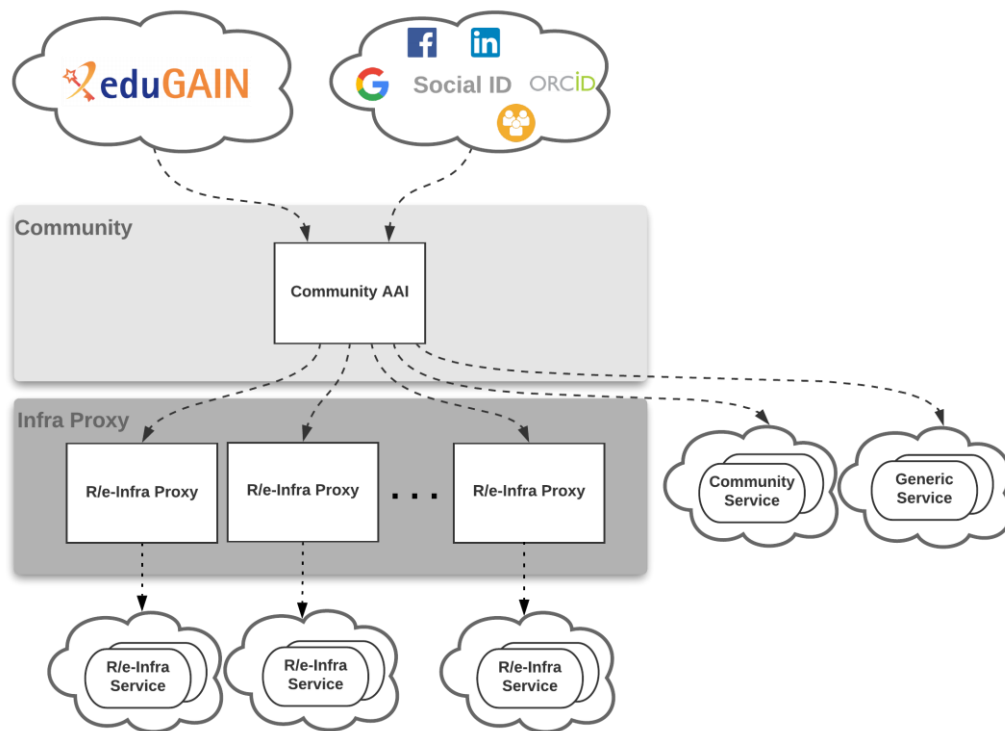 eduGAIN
f
in
G
Social ID
ORCiD
Community
Community AAI
Infra Proxy
R/e-Infra Proxy
R/e-Infra Proxy
. . .
R/e-Infra Proxy
Community
Service
Generic
Service
R/e-Infra
Service
R/e-Infra
Service
R/e-Infra
Service